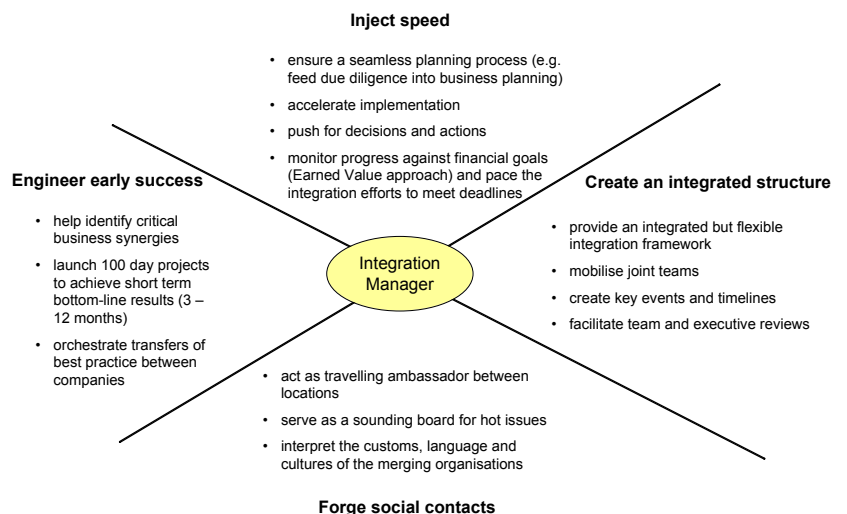 Inject speed
• ensure a seamless planning process (e.g.
feed due diligence into business planning)
• accelerate implementation
• push for decisions and actions
• monitor progress against financial goals
(Earned Value approach) and pace the
integration efforts to meet deadlines
Engineer early success
• help identify critical
business synergies
• launch 100 day projects
to achieve short term
bottom-line results (3 –
12 months)
• orchestrate transfers of
best practice between
companies
Integration
Manager
Create an integrated structure
• provide an integrated but flexible
integration framework
• mobilise joint teams
• create key events and timelines
• facilitate team and executive reviews
• act as travelling ambassador between
locations
• serve as a sounding board for hot issues
• interpret the customs, language and
cultures of the merging organisations
Forge social contacts